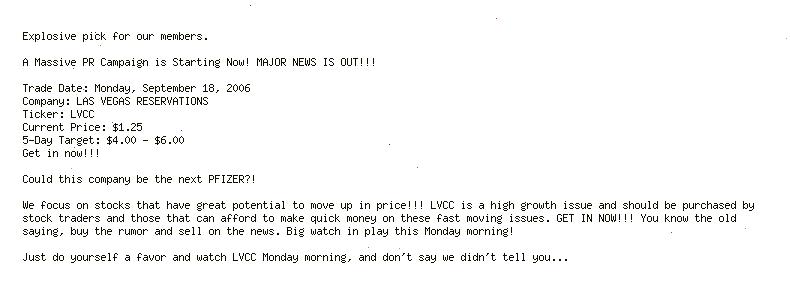 Explosive pick for our members.
A Massive PR Campaign is Starting Now! MAJOR NEWS IS OUT!!!
Trade Date: Monday, September 18, 2006
Company: LAS VEGAS RESERVATIONS
Ticker: LVCC
Current Price: $1.25
5-Day Target: $4.00 - $6.00
Get in now!!!
Could this company be the next PFIZER?!
We focus on stocks that have great potential to move up in price!!! LVCC is a high growth issue and should be purchased by
stock traders and those that can afford to make quick money on these fast moving issues. GET IN NOW!!! You know the old
saying, buy the rumor and sell on the news. Big watch in play this Monday morning!
Just do yourself a favor and watch LVCC Monday morning, and don't say we didn't tell you...